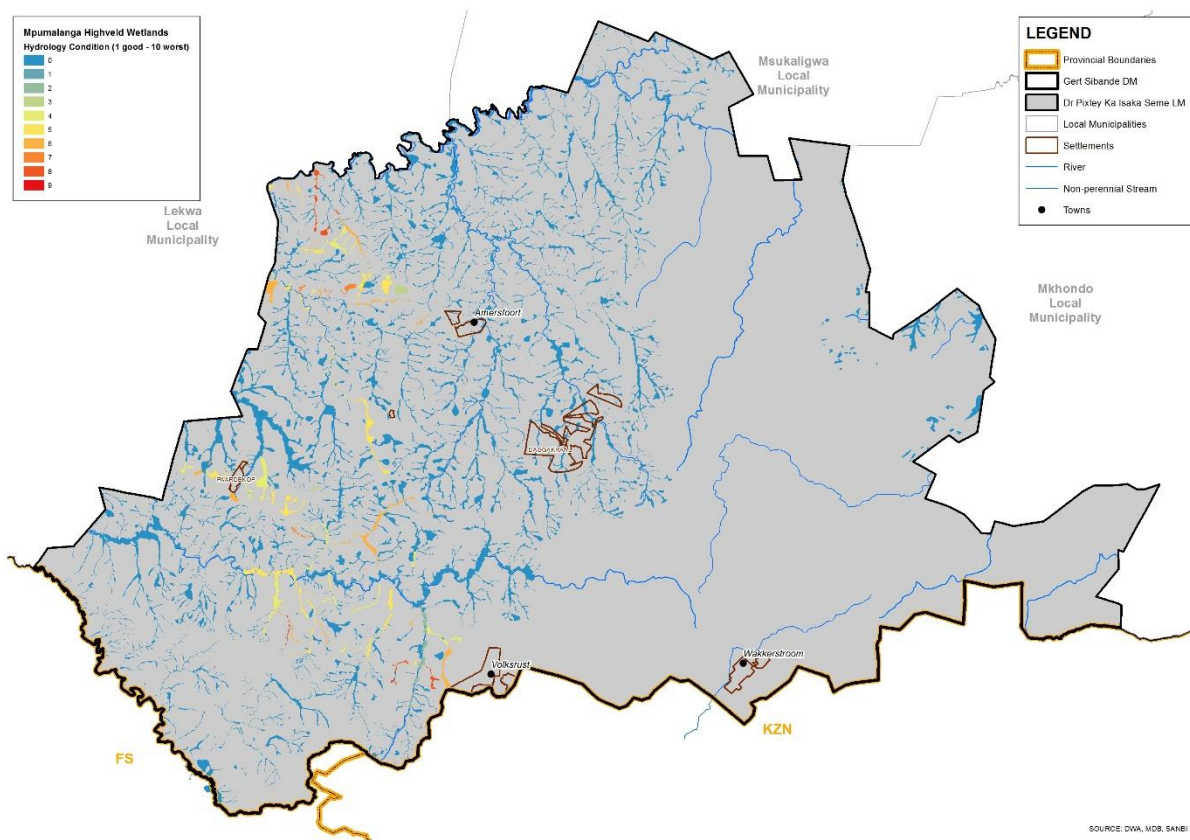 Mpumalanga Highveld Wetlands
Hydrology Condition (1 good - 10 worst)
0
1
2
3
4
5
6
7
8
9
Msukaligwa
Local
Municipality
LEGEND
Provincial Boundaries
Gert Sibande DM
Dr Pixley Ka Isaka Seme LM
Local Municipalities
Settlements
River
Non-perennial Stream
Towns
Lekwa
Local
Municipality
Mkhondo
Local
Municipality
Amersfoort
PAARDEKOP
Volksrust
Wakkerstroom
FS
KZN
SOURCE: DWA, MDB, SANBI